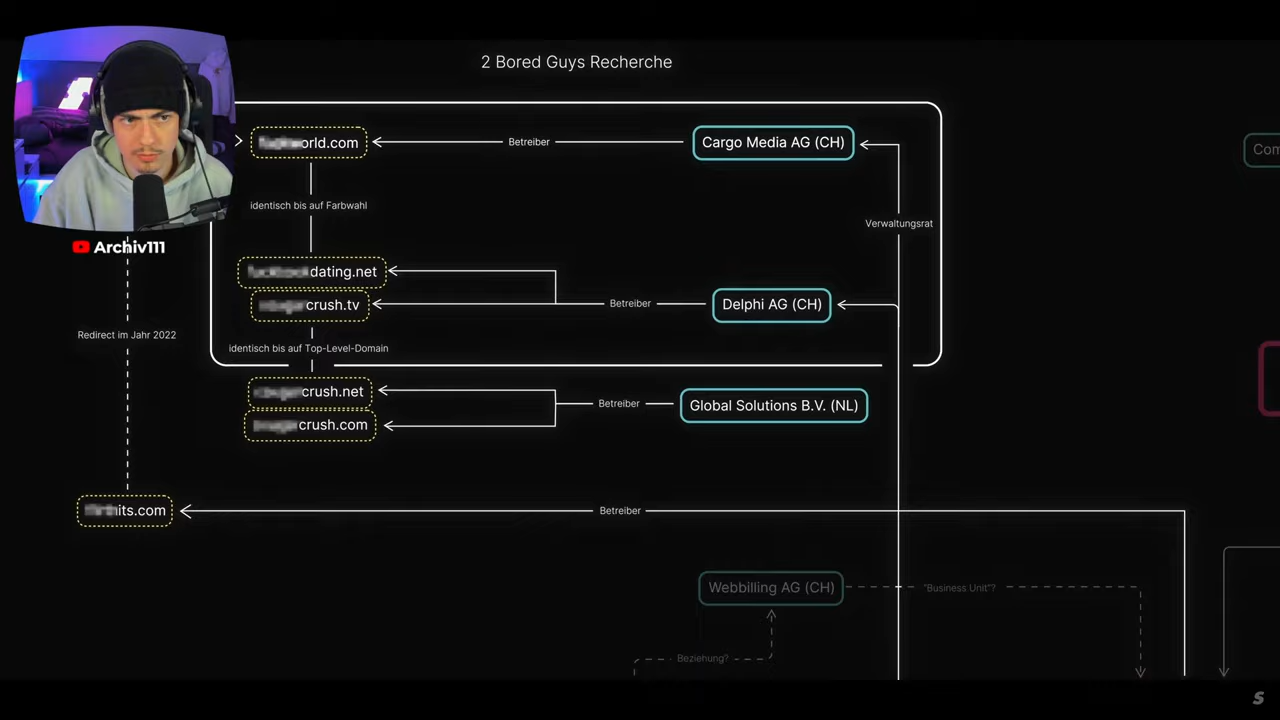 2 Bored Guys Recherche
orld.com
Betreiber
Cargo Media AG (CH)
Com
identisch bis auf Farbwahl
Verwaltungsrat
Archiv111
dating.net
crush.tv
Betreiber
Delphi AG (CH)
Redirect im Jahr 2022
identisch bis auf Top-Level-Domain
crush.net
Betreiber
Global Solutions B.V. (NL)
crush.com
its.com
Betreiber
Webbilling AG (CH)
"Business Unit"?
Beziehung?
S